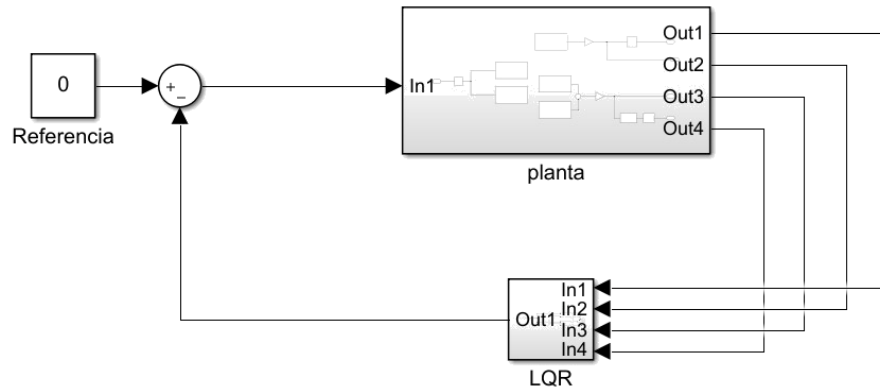 0
Referencia
+
−
In1
Out1
Out2
Out3
Out4
planta
In1
In2
In3
In4
Out1
LQR